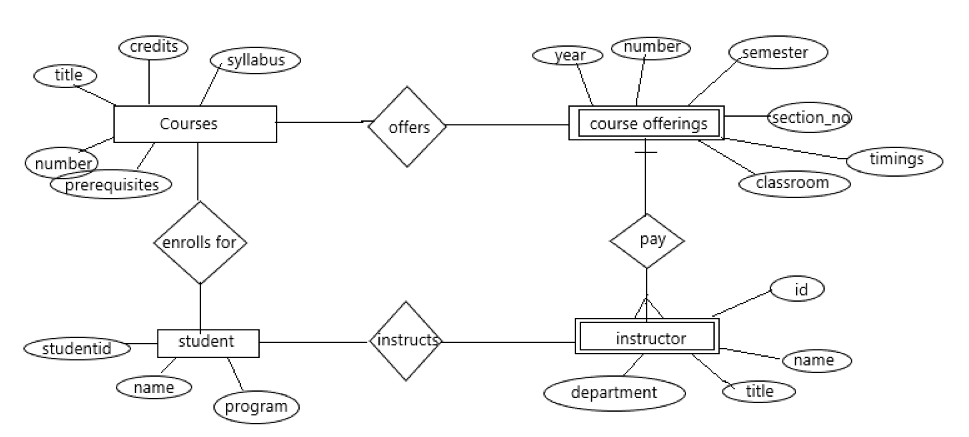 credits
title
syllabus
Courses
number
prerequisites
offers
year
number
semester
course offerings
section_no
timings
classroom
enrolls for
pay
id
studentid
student
name
program
instructs
instructor
name
title
department